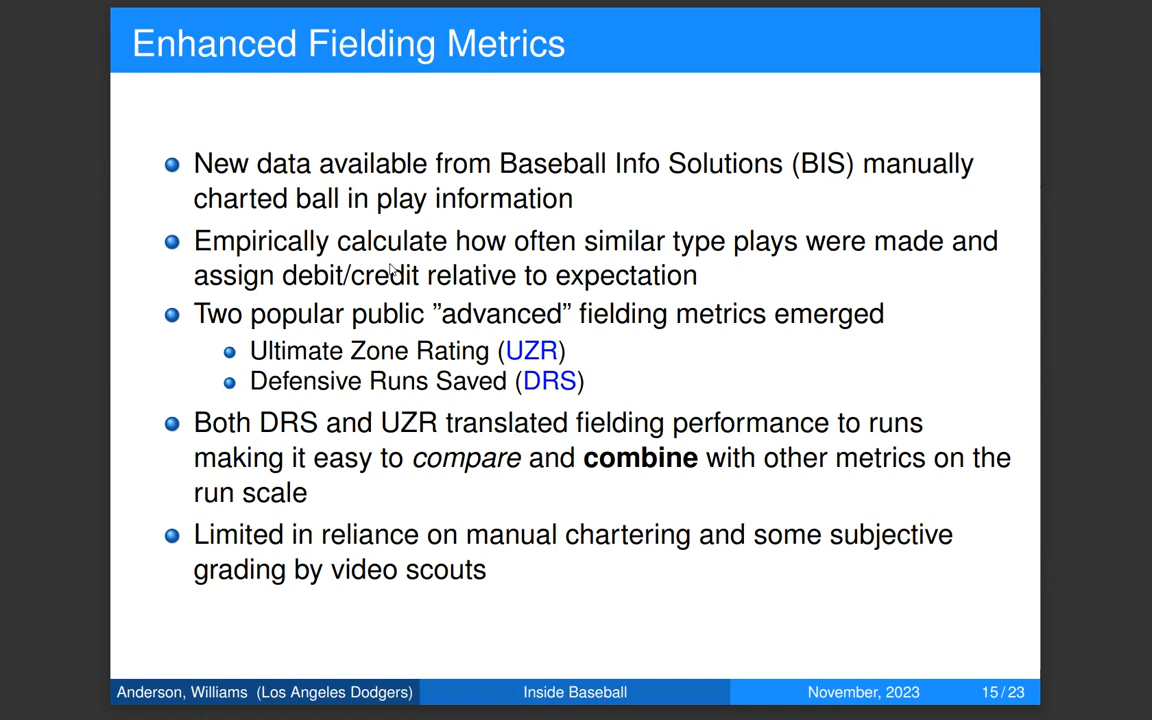 Enhanced Fielding Metrics
New data available from Baseball Info Solutions (BIS) manually
charted ball in play information
Empirically calculate how often similar type plays were made and
assign debit/credit relative to expectation
Two popular public ”advanced” fielding metrics emerged
Ultimate Zone Rating (UZR)
Defensive Runs Saved (DRS)
Both DRS and UZR translated fielding performance to runs
making it easy to compare and combine with other metrics on the
run scale
Limited in reliance on manual chartering and some subjective
grading by video scouts
Anderson, Williams (Los Angeles Dodgers) Inside Baseball November, 2023 15 / 23